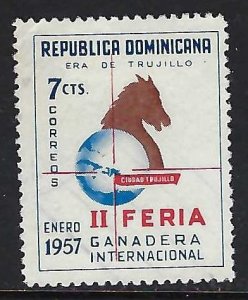 REPUBLICA DOMINICANA
ERA DE TRUJILLO
7 CTS.
CORREOS
CIUDAD TRUJILLO
ENERO
1957
II FERIA
GANADERA
INTERNACIONAL